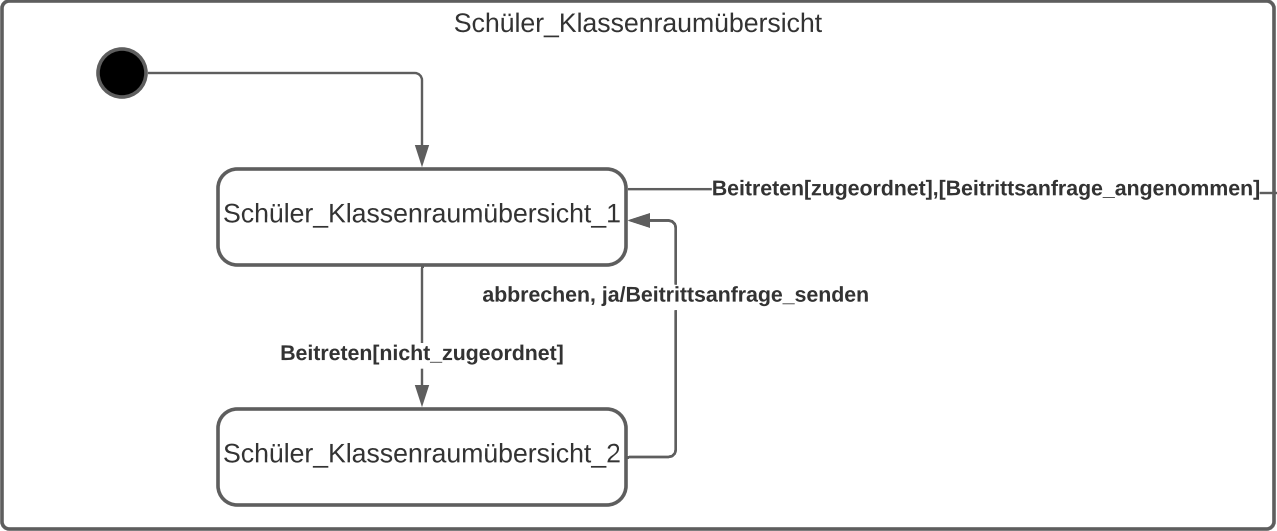 Schüler_Klassenraumübersicht
Beitreten[zugeordnet],[Beitrittsanfrage_angenommen]
Schüler_Klassenraumübersicht_1
abbrechen, ja/Beitrittsanfrage_senden
Beitreten[nicht_zugeordnet]
Schüler_Klassenraumübersicht_2